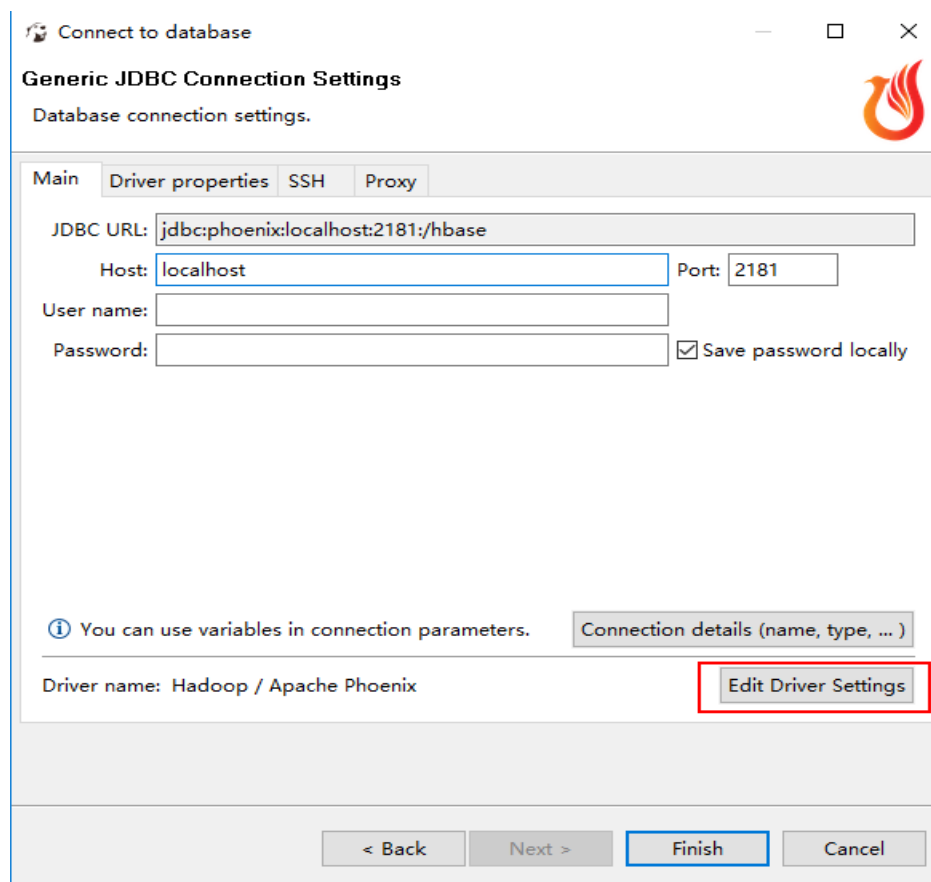 Connect to database
Generic JDBC Connection Settings
Database connection settings.
Main Driver properties SSH Proxy
JDBC URL: jdbc:phoenix:localhost:2181:/hbase
Host: localhost Port: 2181
User name:
Password: Save password locally
You can use variables in connection parameters. Connection details (name, type, ... )
Driver name: Hadoop / Apache Phoenix Edit Driver Settings
< Back Next > Finish Cancel